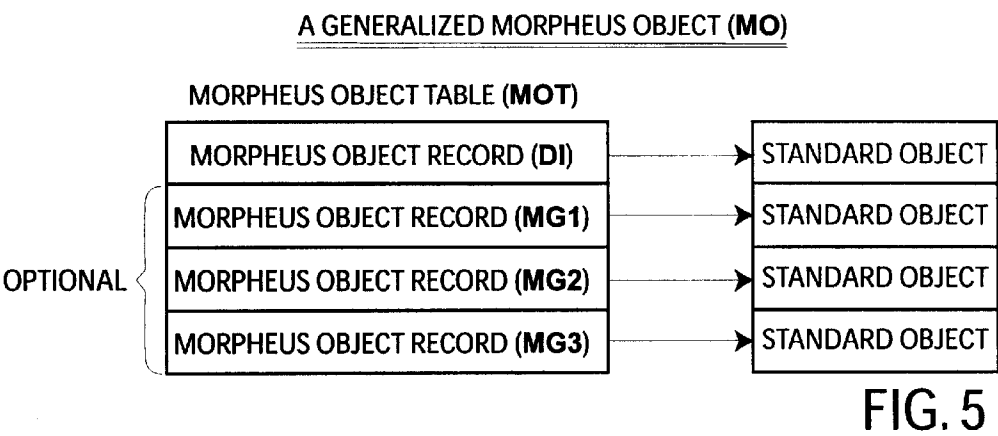 A GENERALIZED MORPHEUS OBJECT (MO)
MORPHEUS OBJECT TABLE (MOT)
MORPHEUS OBJECT RECORD (DI)
STANDARD OBJECT
MORPHEUS OBJECT RECORD (MG1)
STANDARD OBJECT
OPTIONAL
MORPHEUS OBJECT RECORD (MG2)
STANDARD OBJECT
MORPHEUS OBJECT RECORD (MG3)
STANDARD OBJECT
FIG. 5